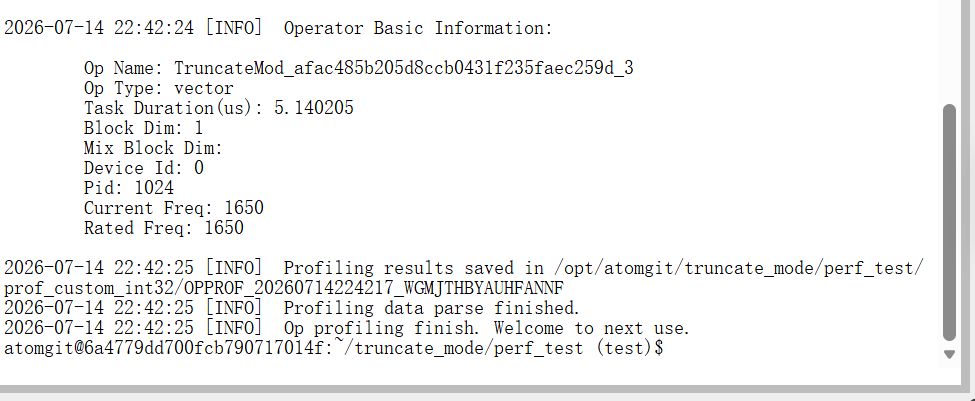 2026-07-14 22:42:24 [INFO]  Operator Basic Information:
Op Name: TruncateMod_afac485b205d8ccb0431f235faec259d_3
Op Type: vector
Task Duration(us): 5.140205
Block Dim: 1
Mix Block Dim:
Device Id: 0
Pid: 1024
Current Freq: 1650
Rated Freq: 1650
2026-07-14 22:42:25 [INFO]  Profiling results saved in /opt/atomgit/truncate_mode/perf_test/
prof_custom_int32/OPPROF_20260714224217_WGMJTHBYAUHFANNF
2026-07-14 22:42:25 [INFO]  Profiling data parse finished.
2026-07-14 22:42:25 [INFO]  Op profiling finish. Welcome to next use.
atomgit@6a4779dd700fcb790717014f:~/truncate_mode/perf_test (test)$